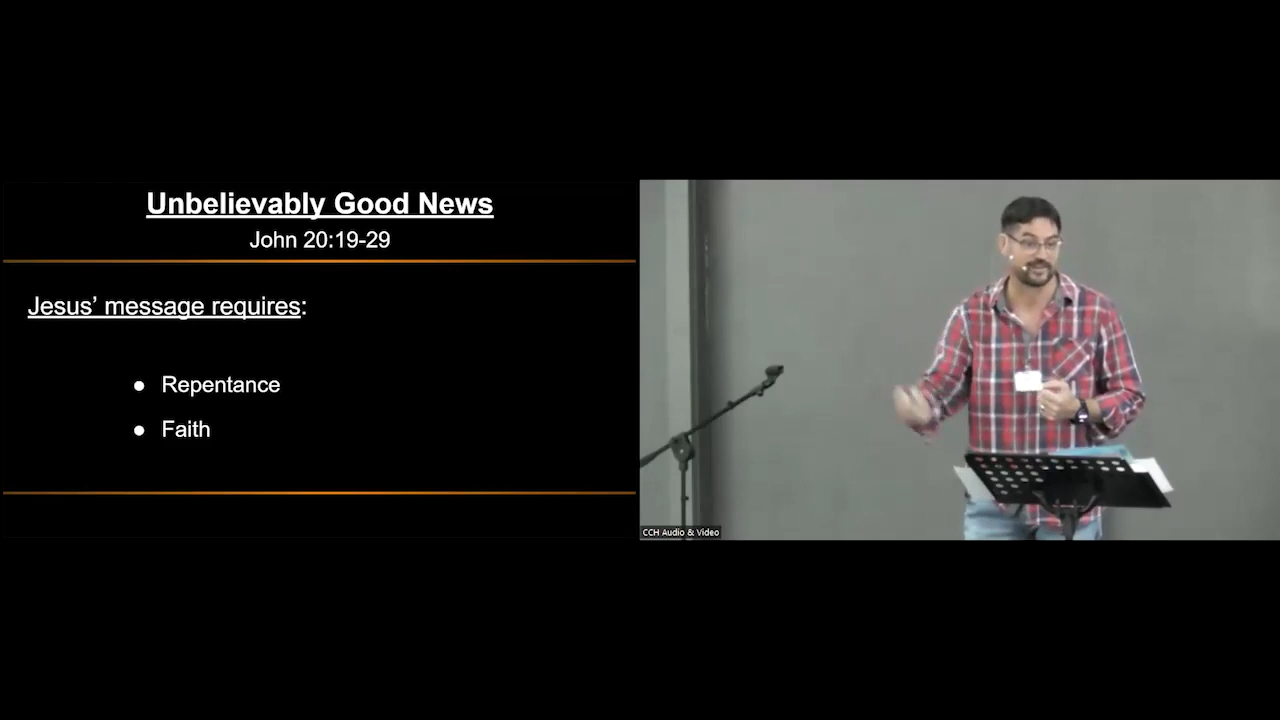 Unbelievably Good News
John 20:19-29
Jesus’ message requires:
● Repentance
● Faith
CCH Audio & Video